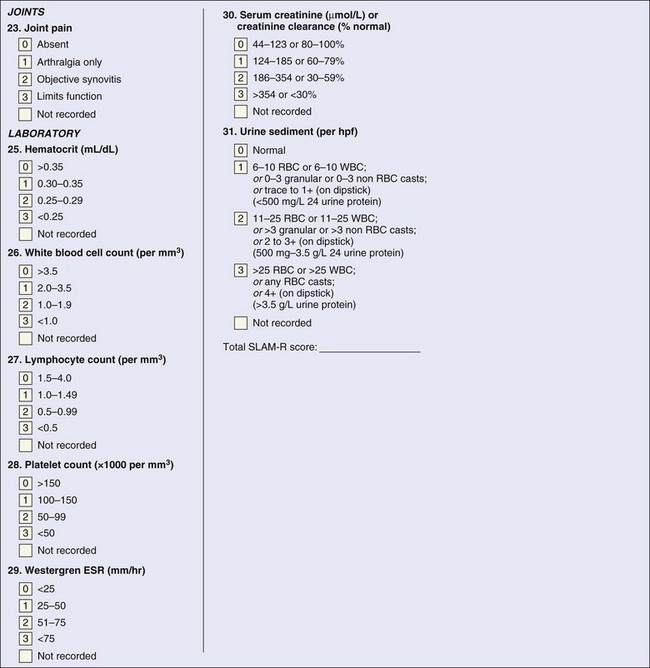 JOINTS
23. Joint pain
0 Absent
1 Arthralgia only
2 Objective synovitis
3 Limits function
Not recorded
LABORATORY
25. Hematocrit (mL/dL)
0 >0.35
1 0.30–0.35
2 0.25–0.29
3 <0.25
Not recorded
26. White blood cell count (per mm³)
0 >3.5
1 2.0–3.5
2 1.0–1.9
3 <1.0
Not recorded
27. Lymphocyte count (per mm³)
0 1.5–4.0
1 1.0–1.49
2 0.5–0.99
3 <0.5
Not recorded
28. Platelet count (×1000 per mm³)
0 >150
1 100–150
2 50–99
3 <50
Not recorded
29. Westergren ESR (mm/hr)
0 <25
1 25–50
2 51–75
3 <75
Not recorded
30. Serum creatinine (μmol/L) or
creatinine clearance (% normal)
0 44–123 or 80–100%
1 124–185 or 60–79%
2 186–354 or 30–59%
3 >354 or <30%
Not recorded
31. Urine sediment (per hpf)
0 Normal
1 6–10 RBC or 6–10 WBC;
or 0–3 granular or 0–3 non RBC casts;
or trace to 1+ (on dipstick)
(<500 mg/L 24 urine protein)
2 11–25 RBC or 11–25 WBC;
or >3 granular or >3 non RBC casts;
or 2 to 3+ (on dipstick)
(500 mg–3.5 g/L 24 urine protein)
3 >25 RBC or >25 WBC;
or any RBC casts;
or 4+ (on dipstick)
(>3.5 g/L urine protein)
Not recorded
Total SLAM-R score: ____________________